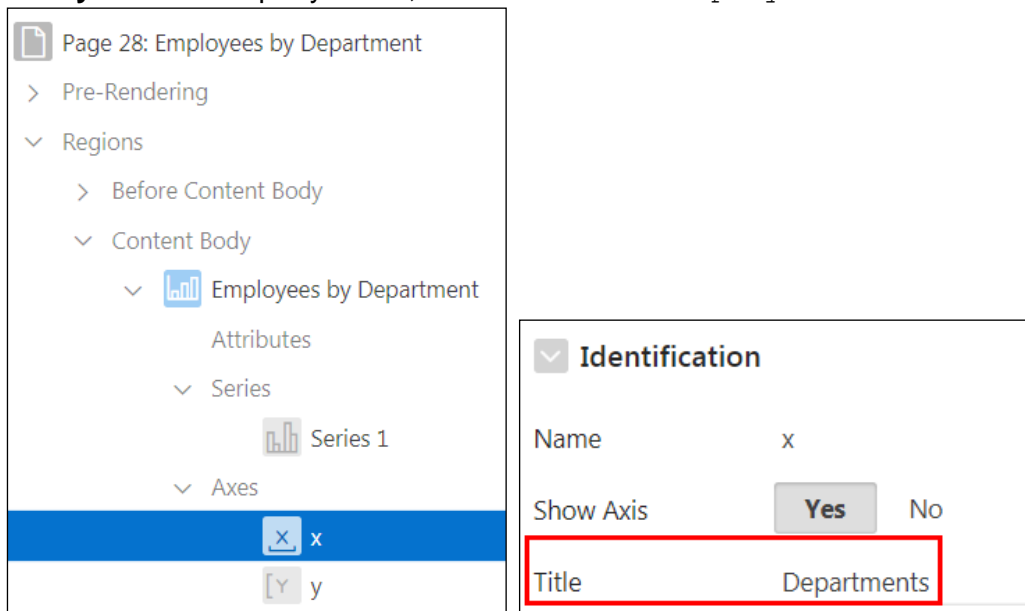 Page 28: Employees by Department
Pre-Rendering
Regions
Before Content Body
Content Body
Employees by Department
Attributes
Series
Series 1
Axes
x
y
Identification
Name x
Show Axis Yes No
Title Departments